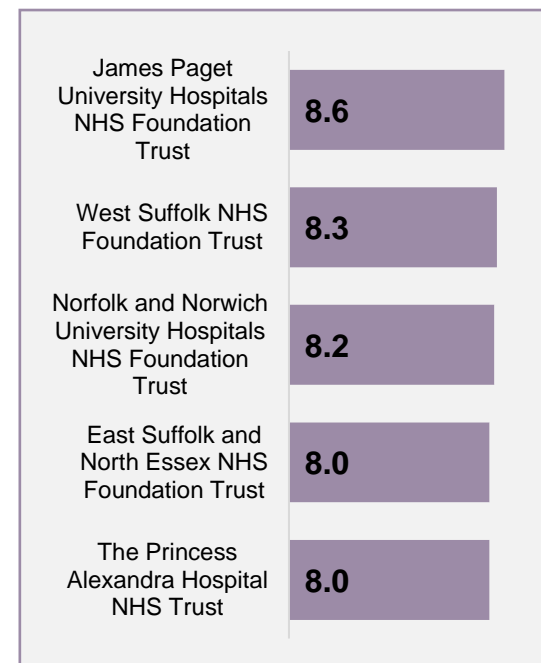 James Paget
University Hospitals
NHS Foundation
Trust
8.6
West Suffolk NHS
Foundation Trust
8.3
Norfolk and Norwich
University Hospitals
NHS Foundation
Trust
8.2
East Suffolk and
North Essex NHS
Foundation Trust
8.0
The Princess
Alexandra Hospital
NHS Trust
8.0